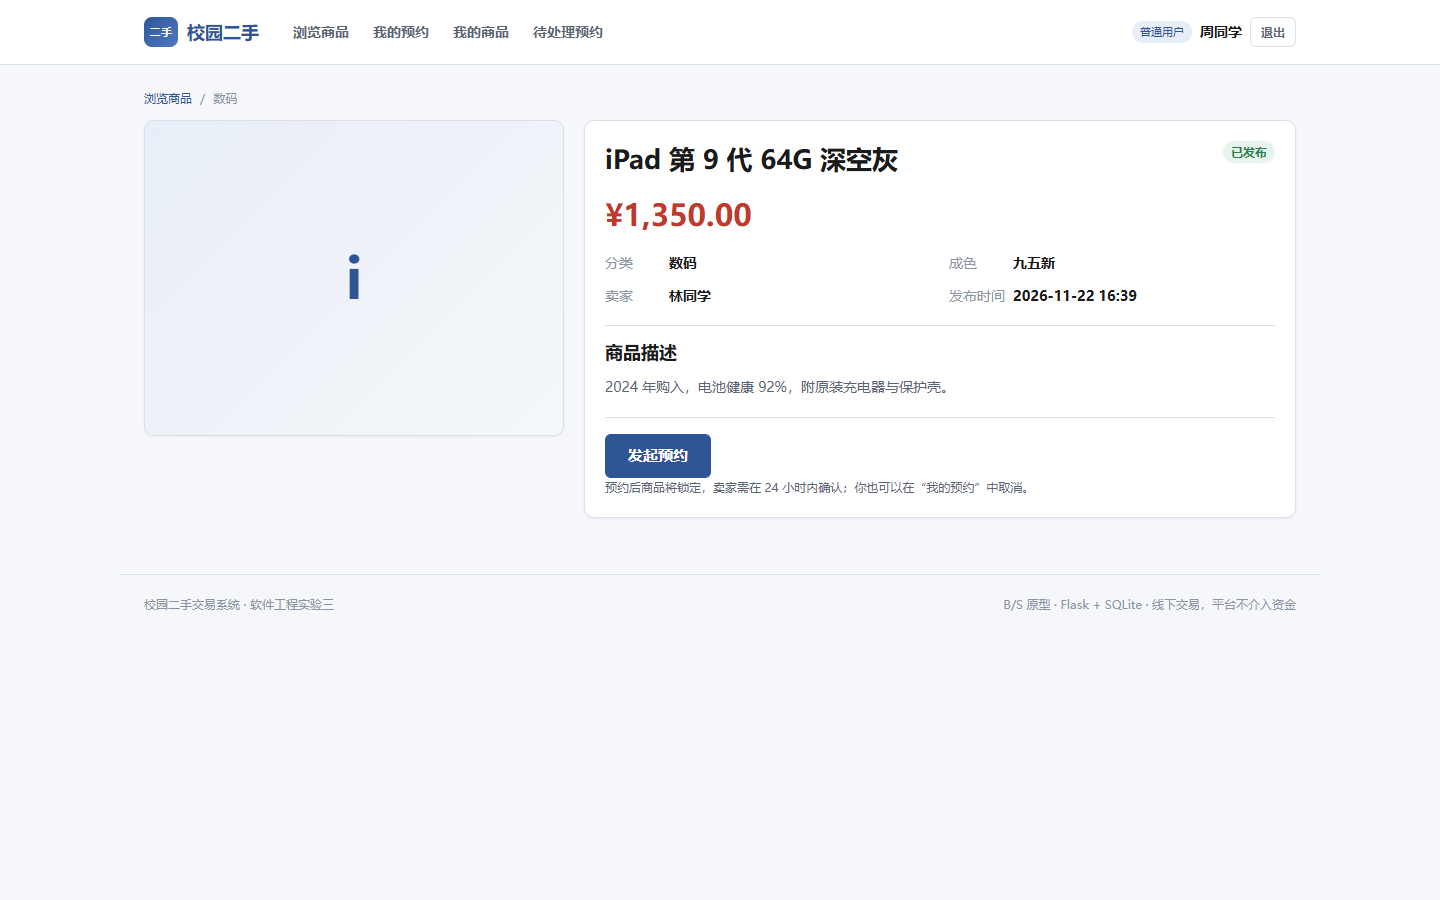 二手 校园二手 浏览商品 我的预约 我的商品 待处理预约 普通用户 周同学 退出
浏览商品 / 数码
i
iPad 第 9 代 64G 深空灰 已发布
¥1,350.00
分类 数码 成色 九五新
卖家 林同学 发布时间 2026-11-22 16:39
商品描述
2024 年购入，电池健康 92%，附原装充电器与保护壳。
发起预约
预约后商品将锁定，卖家需在 24 小时内确认；你也可以在“我的预约”中取消。
校园二手交易系统 · 软件工程实验三 B/S 原型 · Flask + SQLite · 线下交易，平台不介入资金